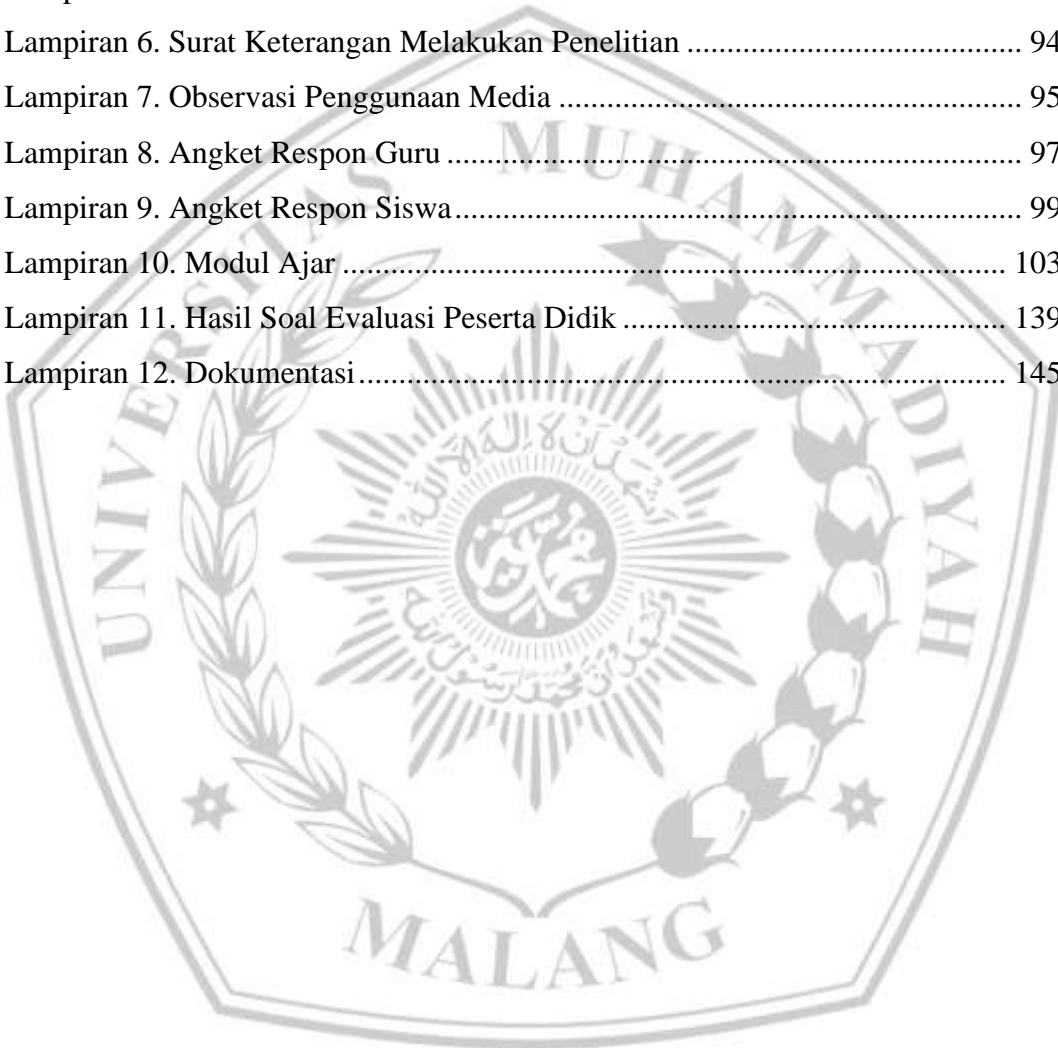 Lampiran 6. Surat Keterangan Melakukan Penelitian ................................... 94
Lampiran 7. Observasi Penggunaan Media ................................................. 95
Lampiran 8. Angket Respon Guru ............................................................. 97
Lampiran 9. Angket Respon Siswa ............................................................ 99
Lampiran 10. Modul Ajar ....................................................................... 103
Lampiran 11. Hasil Soal Evaluasi Peserta Didik ........................................ 139
Lampiran 12. Dokumentasi ..................................................................... 145
UNIVERSITAS MUHAMMADIYAH
MALANG